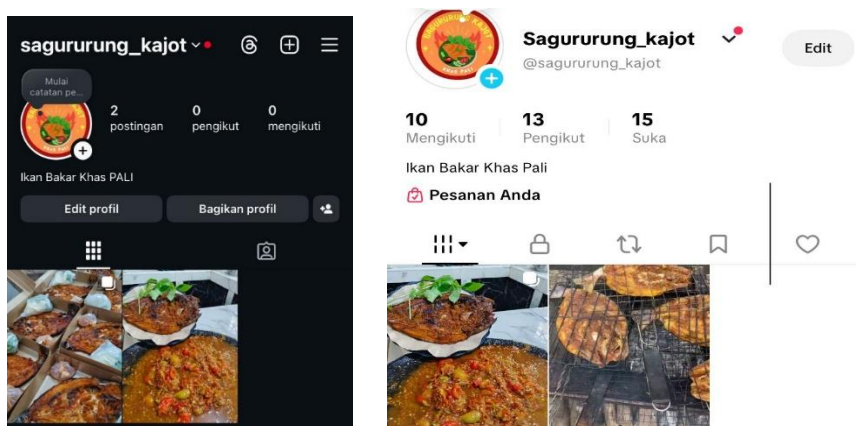 sagururung_kajot
Mulai
catatan pe...
2
postingan
0
pengikut
0
mengikuti
Ikan Bakar Khas PALI
Edit profil
Bagikan profil
Sagururung_kajot
@sagururung_kajot
Edit
10
Mengikuti
13
Pengikut
15
Suka
Ikan Bakar Khas Pali
Pesanan Anda